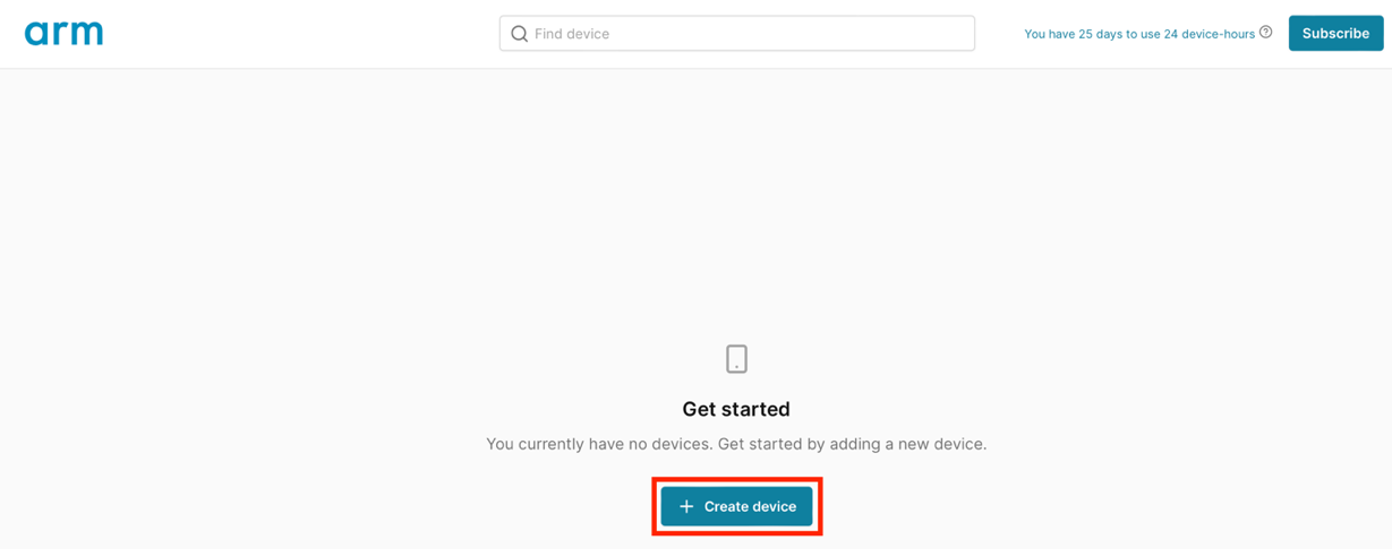 arm
Find device
You have 25 days to use 24 device-hours
Subscribe
Get started
You currently have no devices. Get started by adding a new device.
+ Create device